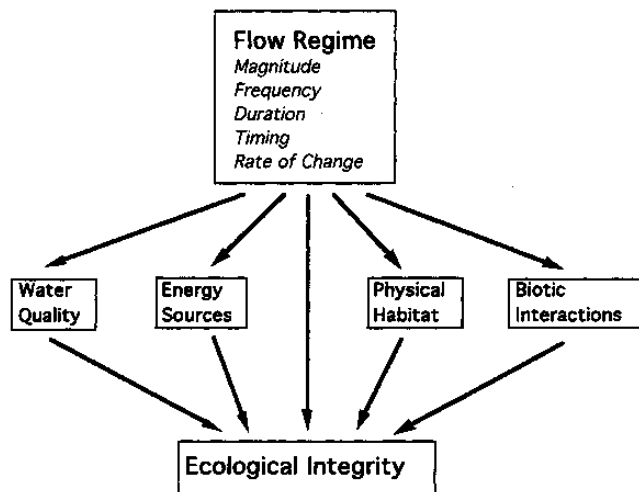 Flow Regime
Magnitude
Frequency
Duration
Timing
Rate of Change
Water
Quality
Energy
Sources
Physical
Habitat
Biotic
Interactions
Ecological Integrity